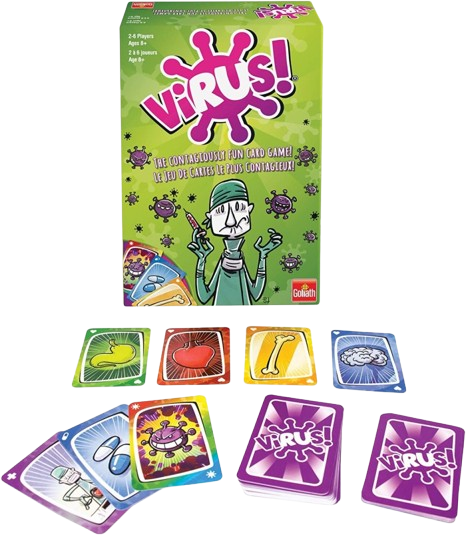 2-6 Players
Ages 8+
2 à 6 joueurs
Age 8+
ViRUS!
THE CONTAGIOUSLY FUN CARD GAME!
LE JEU DE CARTES LE PLUS CONTAGIEUX!
Goliath
ViRUS!
ViRUS!